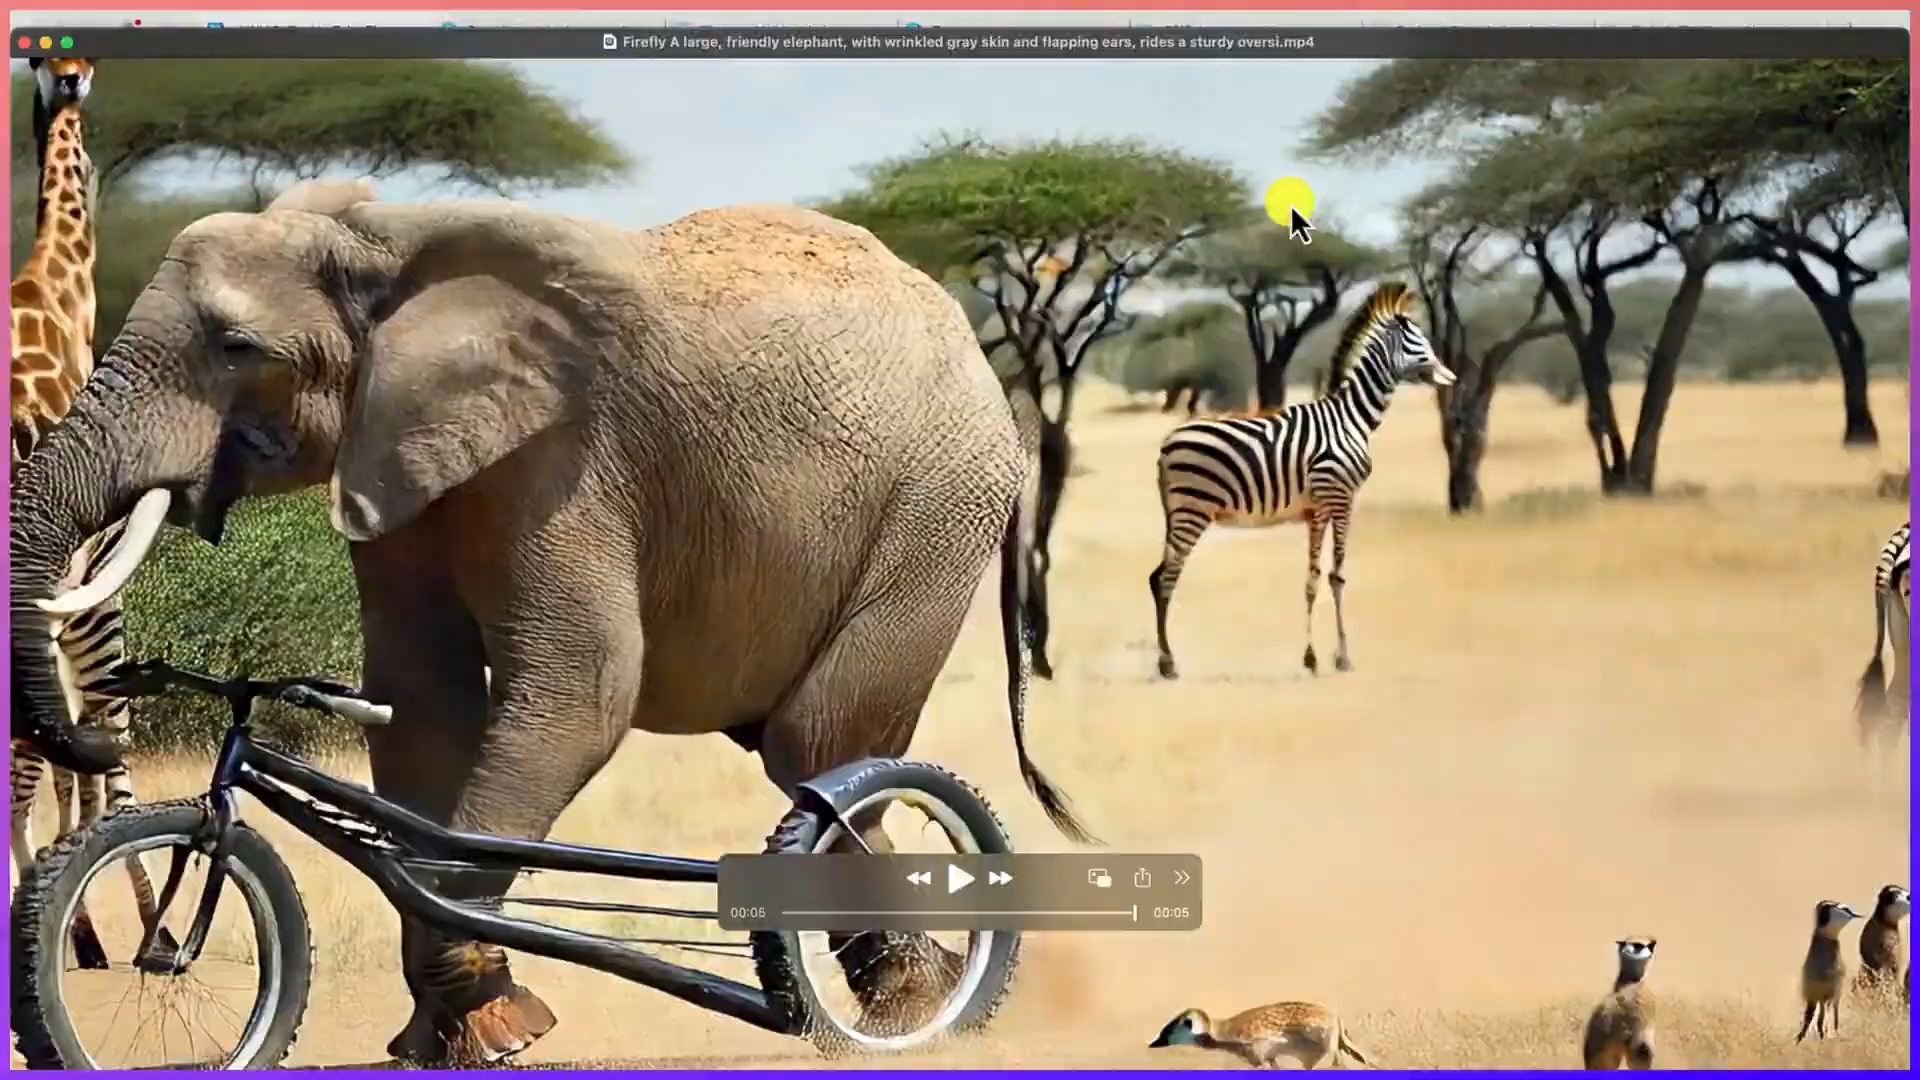 Firefly A large, friendly elephant, with wrinkled gray skin and flapping ears, rides a sturdy oversi.mp4
00:05
00:05